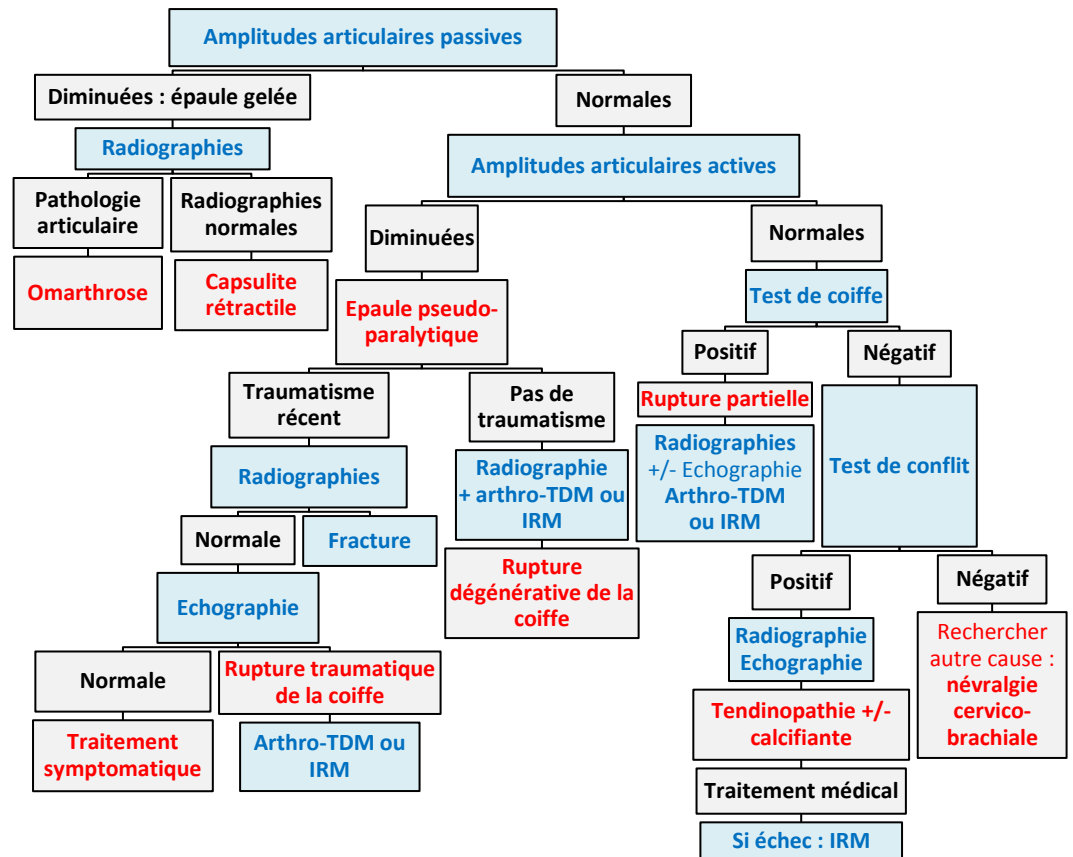 Amplitudes articulaires passives
Diminuées : épaule gelée
Normales
Radiographies
Amplitudes articulaires actives
Pathologie
articulaire
Radiographies
normales
Diminuées
Normales
Omarthrose
Capsulite
rétractile
Epaule pseudo-
paralytique
Test de coiffe
Positif
Négatif
Traumatisme
récent
Pas de
traumatisme
Rupture partielle
Radiographies
+/- Echographie
Arthro-TDM
ou IRM
Test de conflit
Radiographies
Radiographie
+ arthro-TDM ou
IRM
Normale
Fracture
Rupture
dégénérative de la
coiffe
Positif
Négatif
Echographie
Radiographie
Echographie
Rechercher
autre cause :
névralgie
cervico-
brachiale
Normale
Rupture traumatique
de la coiffe
Tendinopathie +/-
calcifiante
Traitement
symptomatique
Arthro-TDM ou
IRM
Traitement médical
Si échec : IRM